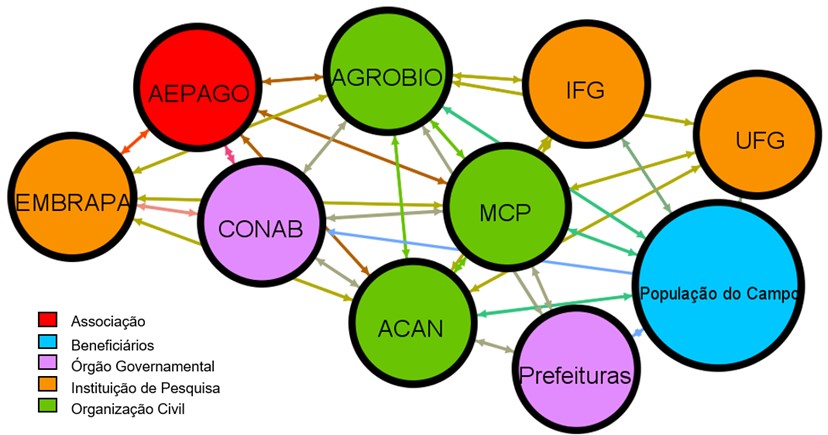 AEPAGO
AGROBIO
IFG
UFG
EMBRAPA
CONAB
MCP
População do Campo
ACAN
Prefeituras
Associação
Beneficiários
Órgão Governamental
Instituição de Pesquisa
Organização Civil